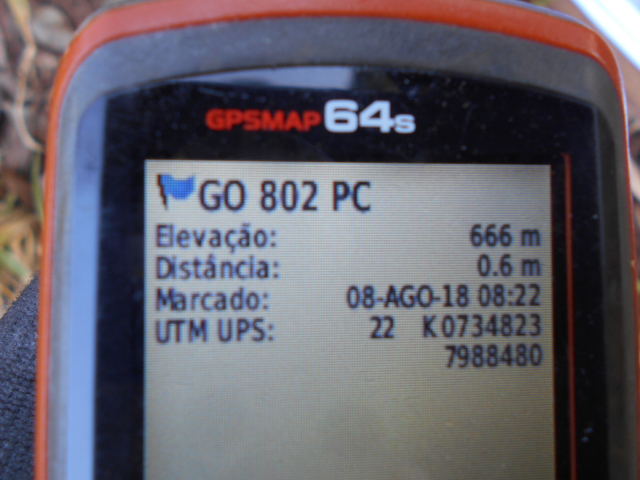 GPSMAP 64s
GO 802 PC
Elevação: 666 m
Distância: 0.6 m
Marcado: 08-AGO-18 08:22
UTM UPS: 22 K 0734823
7988480